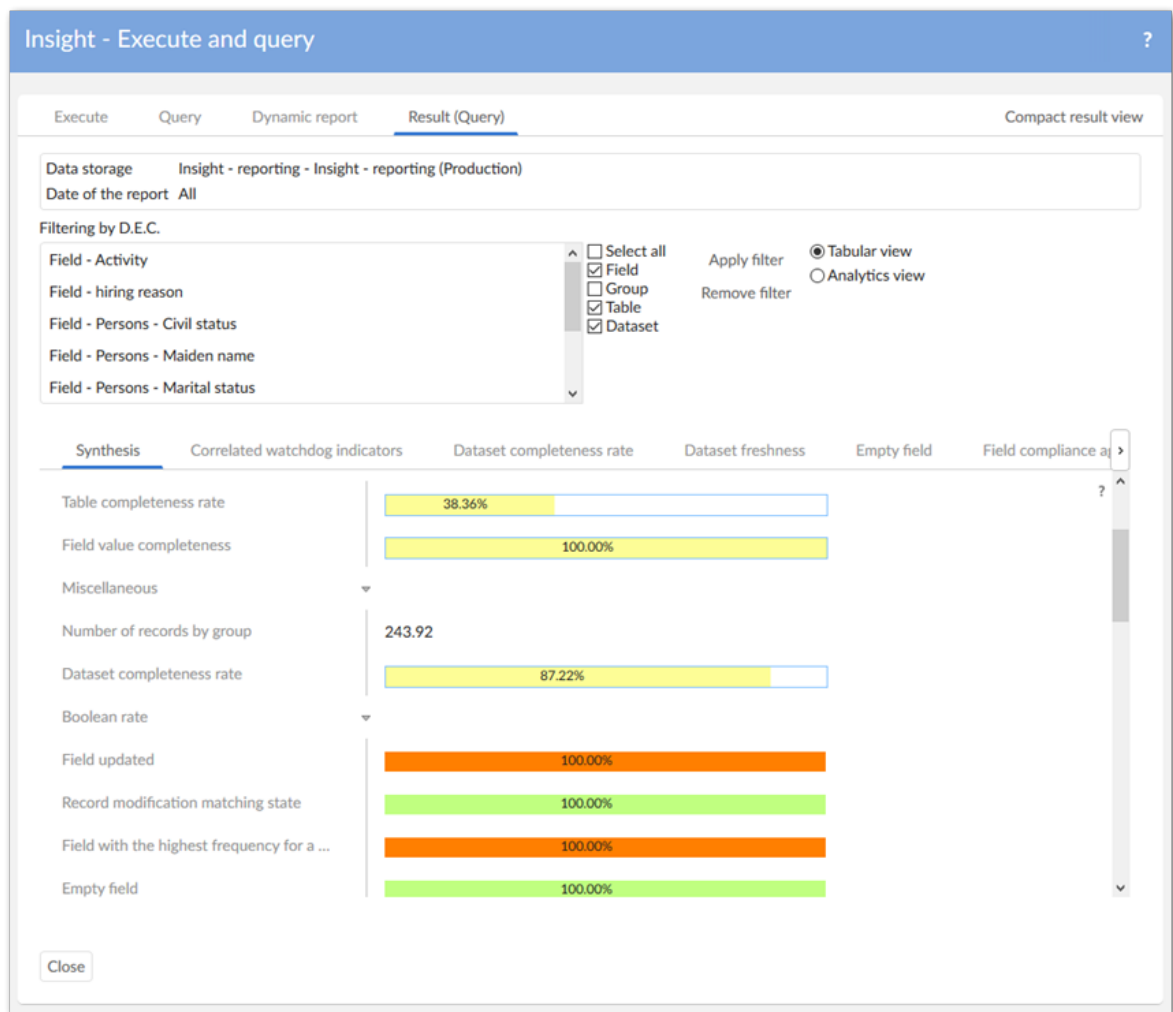 Insight - Execute and query ?
Execute Query Dynamic report Result (Query) Compact result view
Data storage Insight - reporting - Insight - reporting (Production)
Date of the report All
Filtering by D.E.C.
Field - Activity
Field - hiring reason
Field - Persons - Civil status
Field - Persons - Maiden name
Field - Persons - Marital status
Select all
Field
Group
Table
Dataset
Apply filter
Remove filter
Tabular view
Analytics view
Synthesis Correlated watchdog indicators Dataset completeness rate Dataset freshness Empty field Field compliance
?
Table completeness rate 38.36%
Field value completeness 100.00%
Miscellaneous
Number of records by group 243.92
Dataset completeness rate 87.22%
Boolean rate
Field updated 100.00%
Record modification matching state 100.00%
Field with the highest frequency for a ... 100.00%
Empty field 100.00%
Close